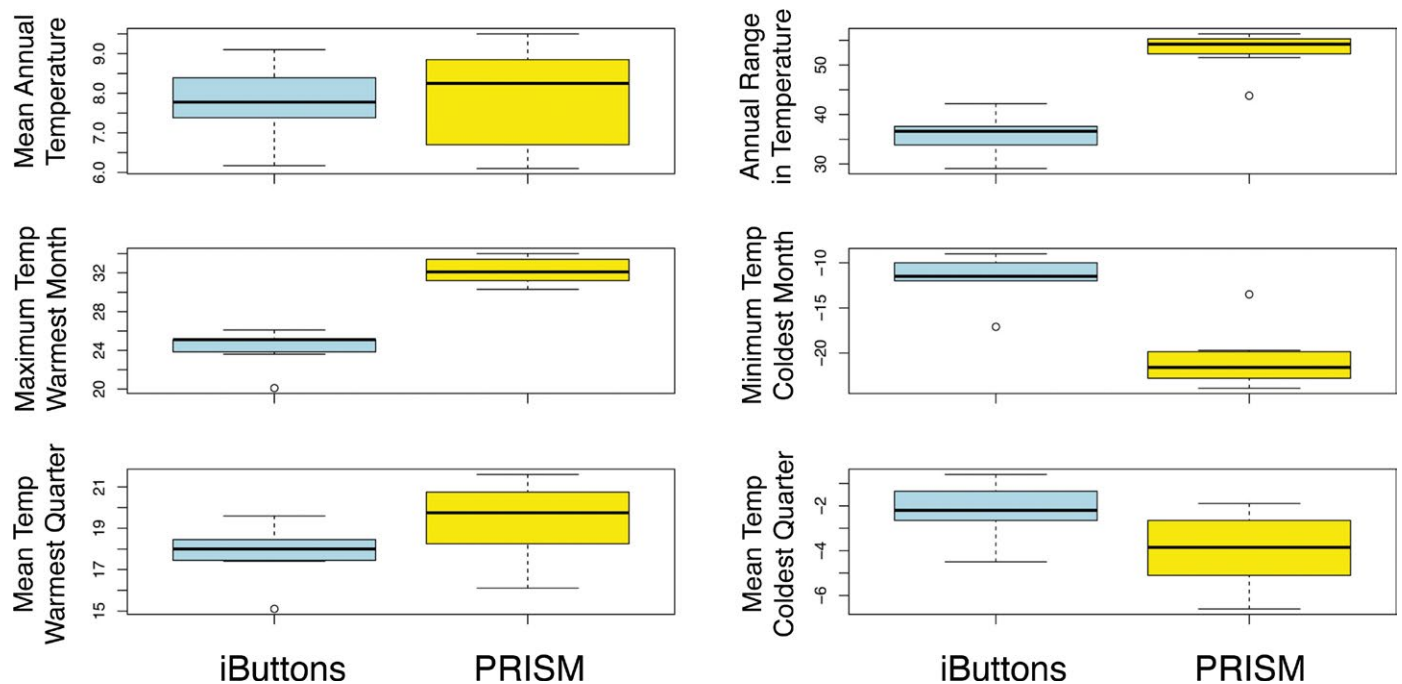 Mean Annual
Temperature
6.0 7.0 8.0 9.0
Annual Range
in Temperature
30 40 50
Maximum Temp
Warmest Month
20 24 28 32
Minimum Temp
Coldest Month
-20 -15 -10
Mean Temp
Warmest Quarter
15 17 19 21
Mean Temp
Coldest Quarter
-6 -4 -2
iButtons PRISM
iButtons PRISM